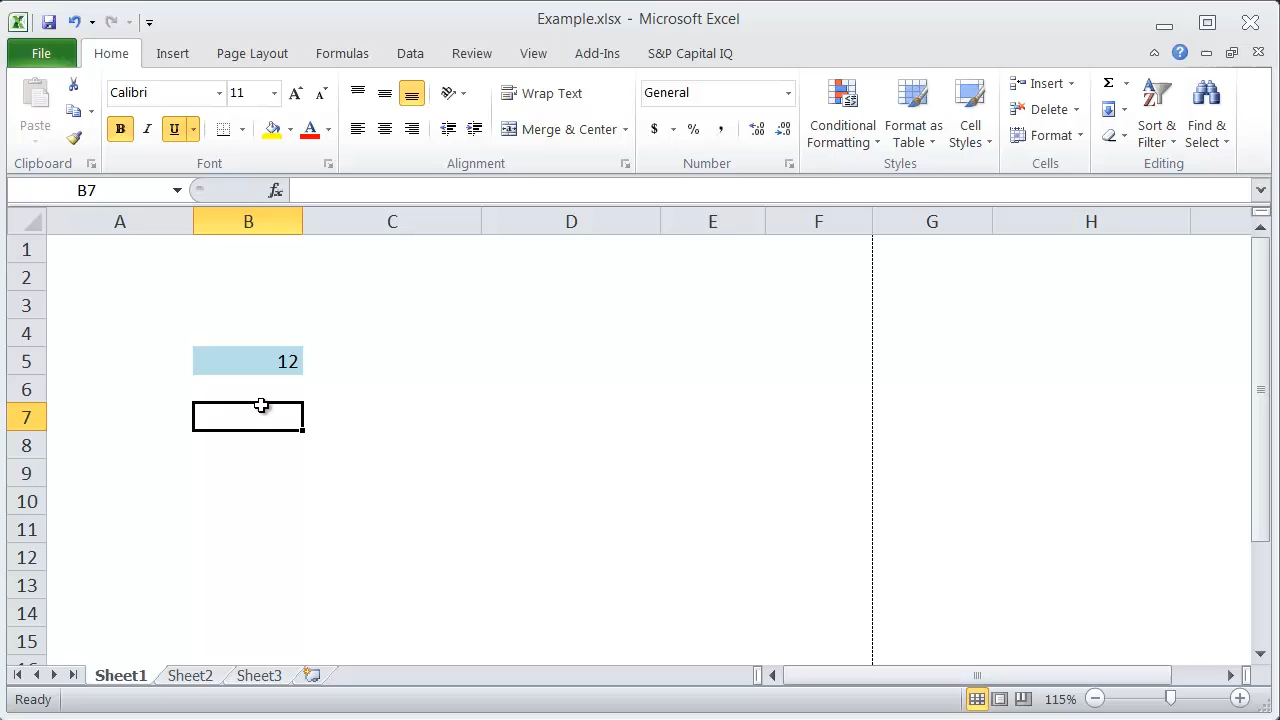 Example.xlsx - Microsoft Excel
File Home Insert Page Layout Formulas Data Review View Add-Ins S&P Capital IQ
Paste
Calibri 11
Wrap Text
Merge & Center
General
$ % ,
Conditional Formatting
Format as Table
Cell Styles
Insert
Delete
Format
Σ
Sort & Filter
Find & Select
Clipboard Font Alignment Number Styles Cells Editing
B7 fx
A B C D E F G H
1
2
3
4
5 12
6
7
8
9
10
11
12
13
14
15
Sheet1 Sheet2 Sheet3
Ready 115%